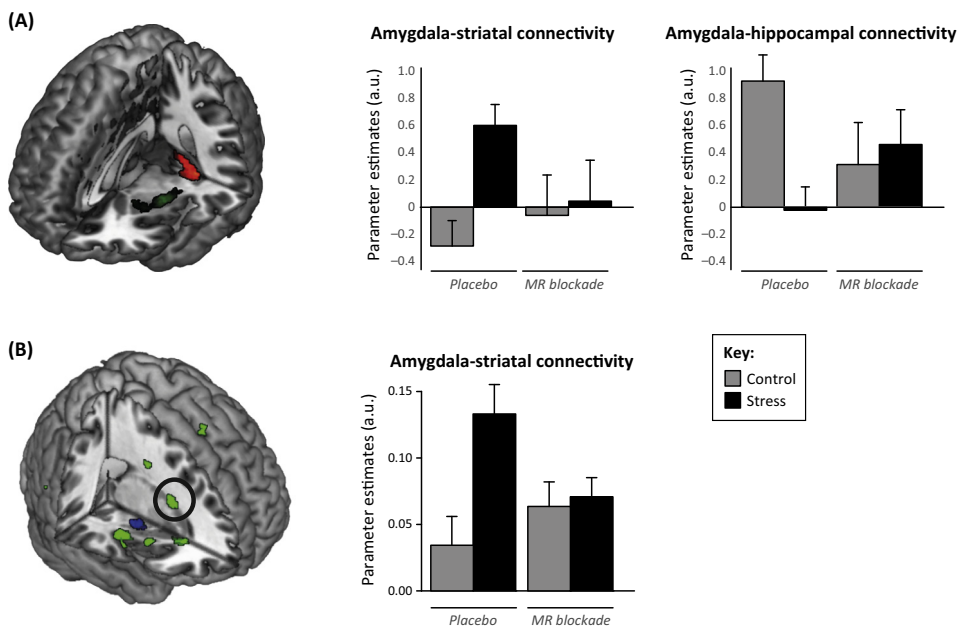 (A)
Amygdala-striatal connectivity
Parameter estimates (a.u.)
1.0
0.8
0.6
0.4
0.2
0
–0.2
–0.4
Placebo MR blockade
Amygdala-hippocampal connectivity
Parameter estimates (a.u.)
1.0
0.8
0.6
0.4
0.2
0
–0.2
–0.4
Placebo MR blockade
(B)
Amygdala-striatal connectivity
Parameter estimates (a.u.)
0.15
0.10
0.05
0.00
Placebo MR blockade
Key:
Control
Stress